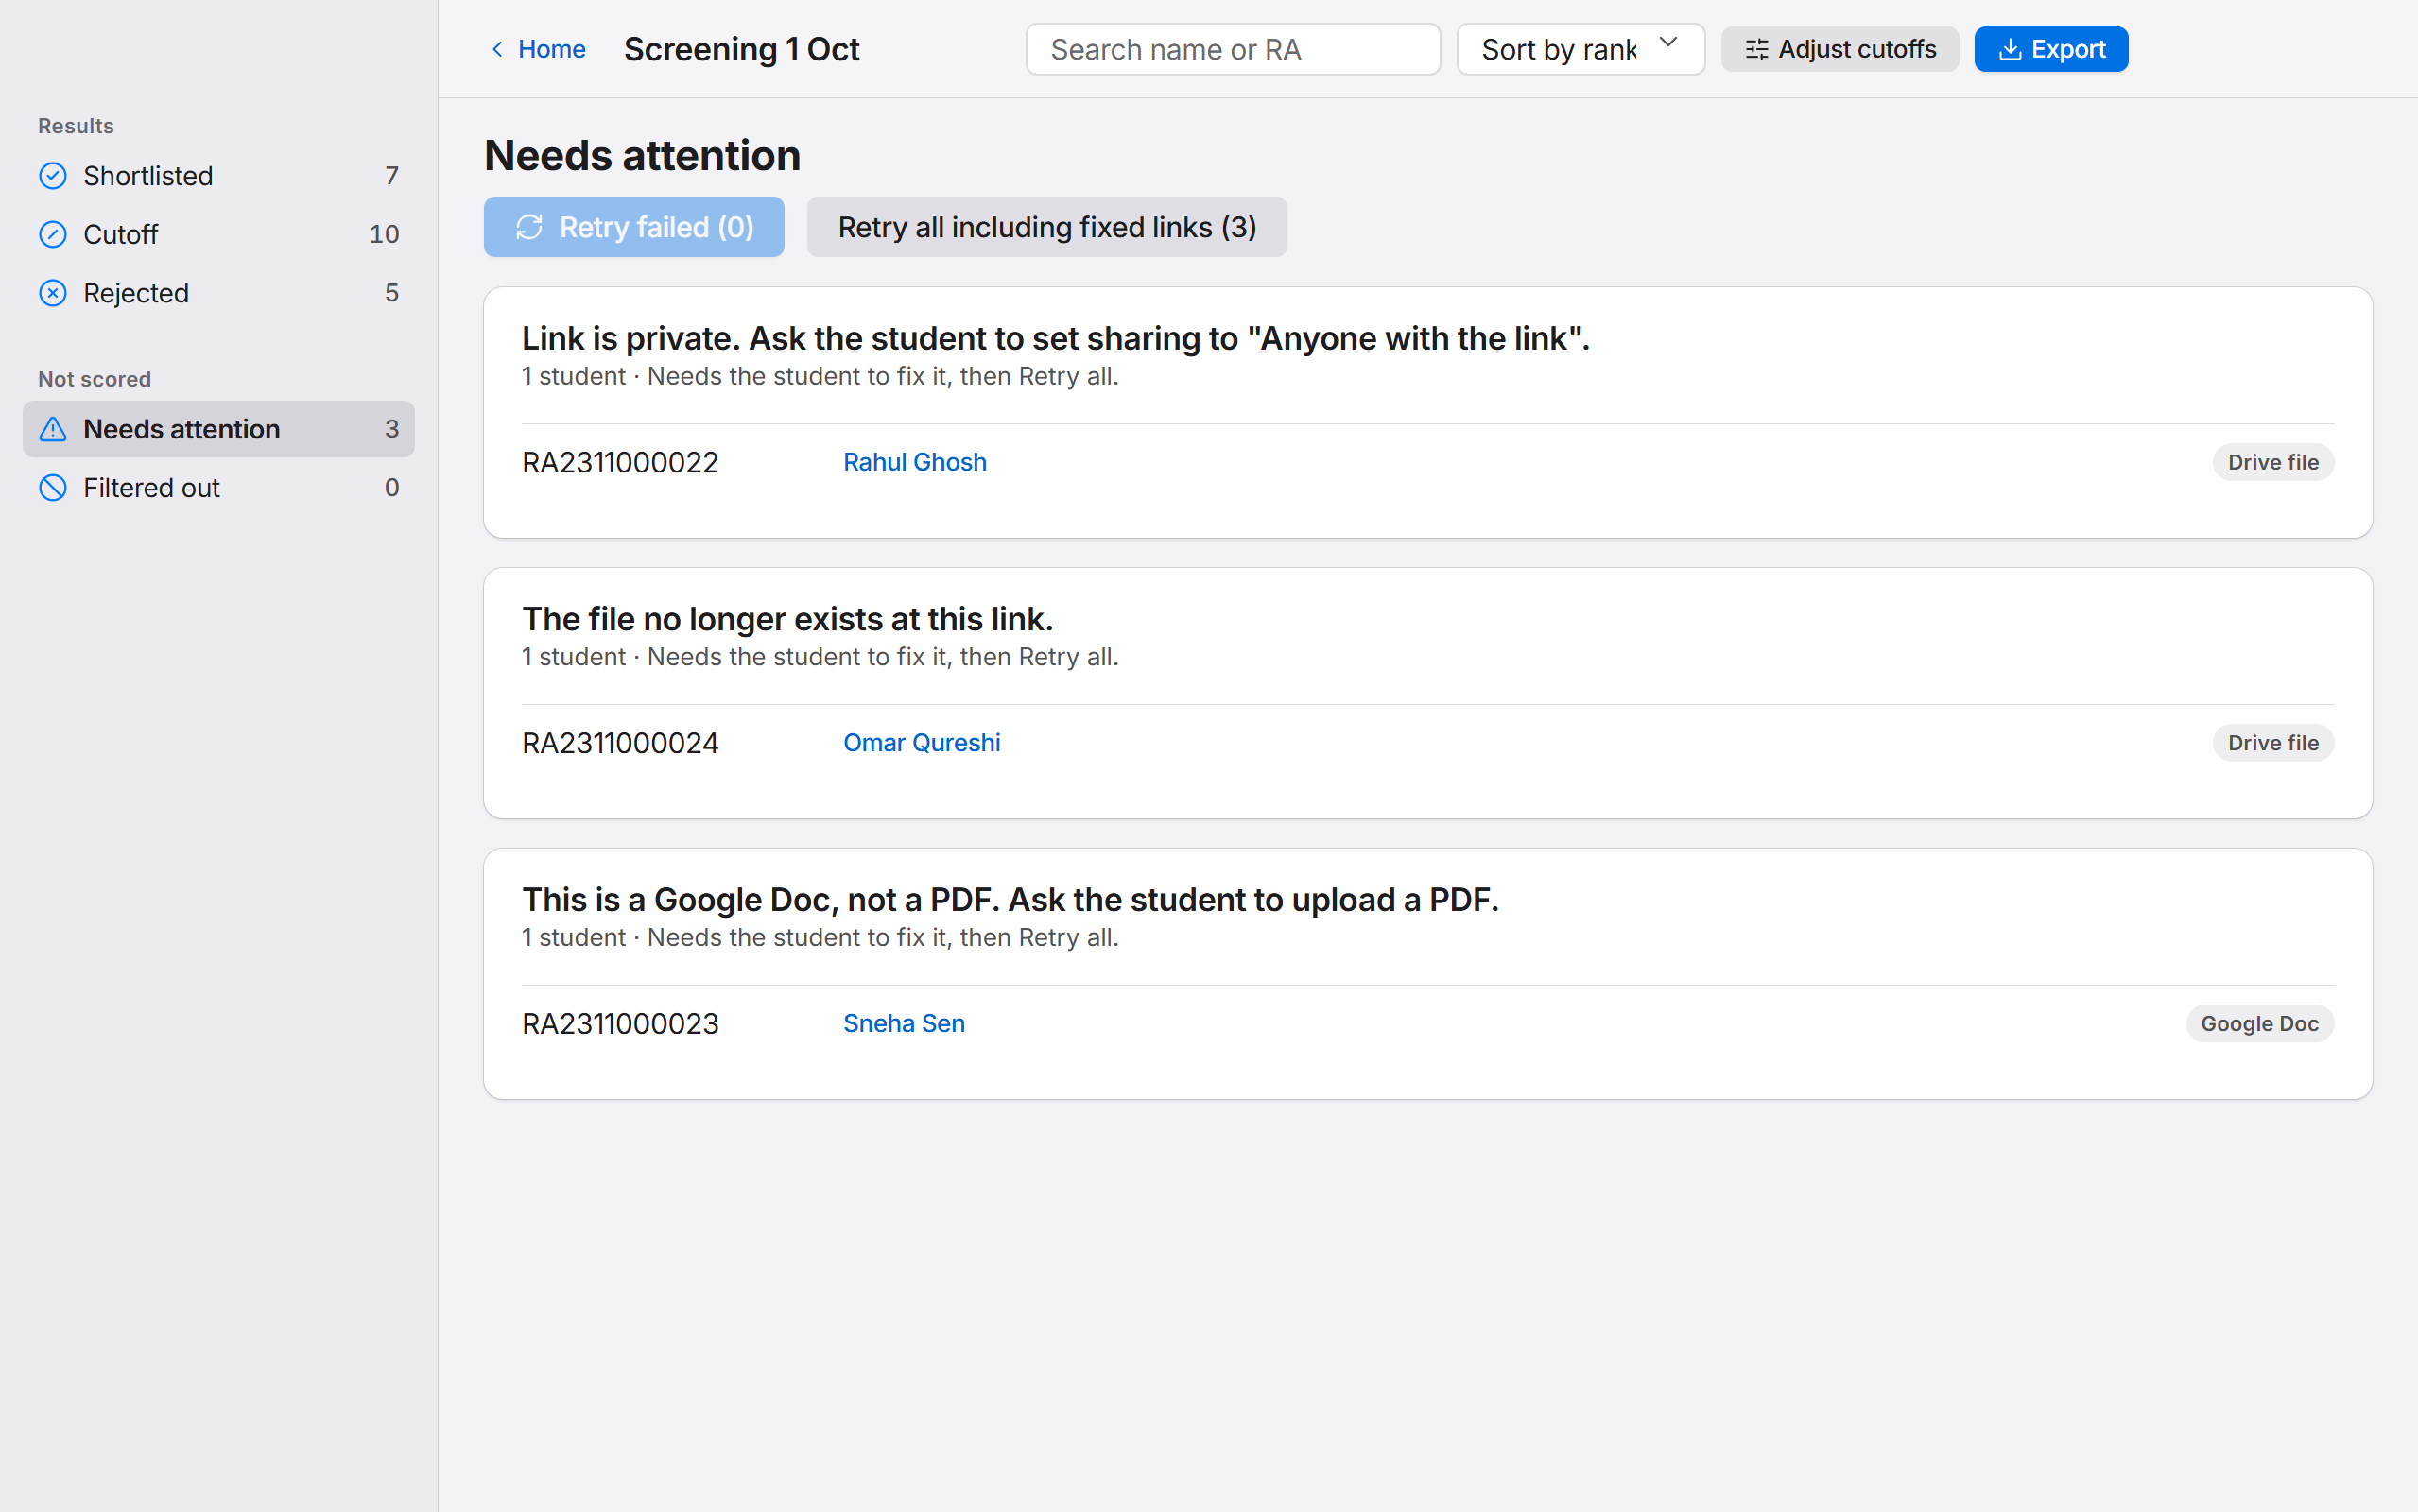 Home
Screening 1 Oct
Search name or RA
Sort by rank
Adjust cutoffs
Export
Results
Shortlisted 7
Cutoff 10
Rejected 5
Not scored
Needs attention 3
Filtered out 0
Needs attention
Retry failed (0)
Retry all including fixed links (3)
Link is private. Ask the student to set sharing to "Anyone with the link".
1 student · Needs the student to fix it, then Retry all.
RA2311000022 Rahul Ghosh Drive file
The file no longer exists at this link.
1 student · Needs the student to fix it, then Retry all.
RA2311000024 Omar Qureshi Drive file
This is a Google Doc, not a PDF. Ask the student to upload a PDF.
1 student · Needs the student to fix it, then Retry all.
RA2311000023 Sneha Sen Google Doc